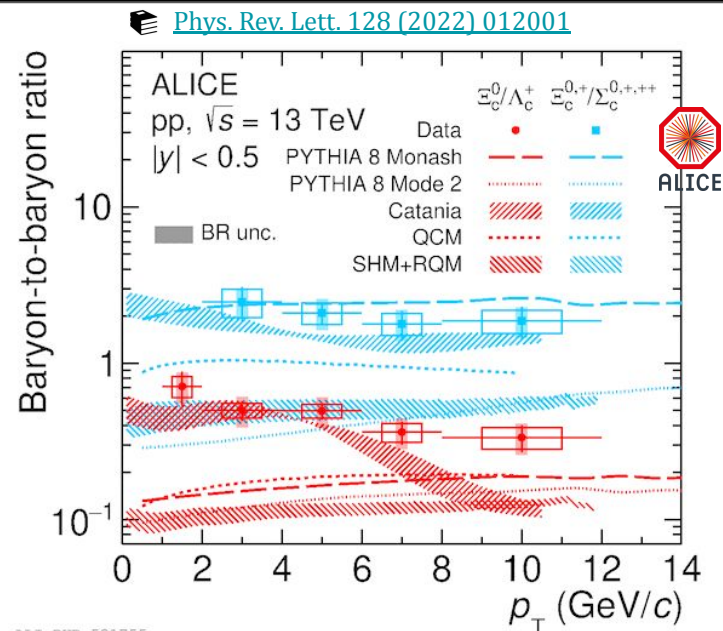 Phys. Rev. Lett. 128 (2022) 012001
Baryon-to-baryon ratio
ALICE
pp, √s = 13 TeV
|y| < 0.5
BR unc.
Ξc⁰/Λc⁺ Ξc⁰,⁺/Σc⁰,⁺,⁺⁺
Data
PYTHIA 8 Monash
PYTHIA 8 Mode 2
Catania
QCM
SHM+RQM
ALICE
10
1
10⁻¹
0 2 4 6 8 10 12 14
pT (GeV/c)